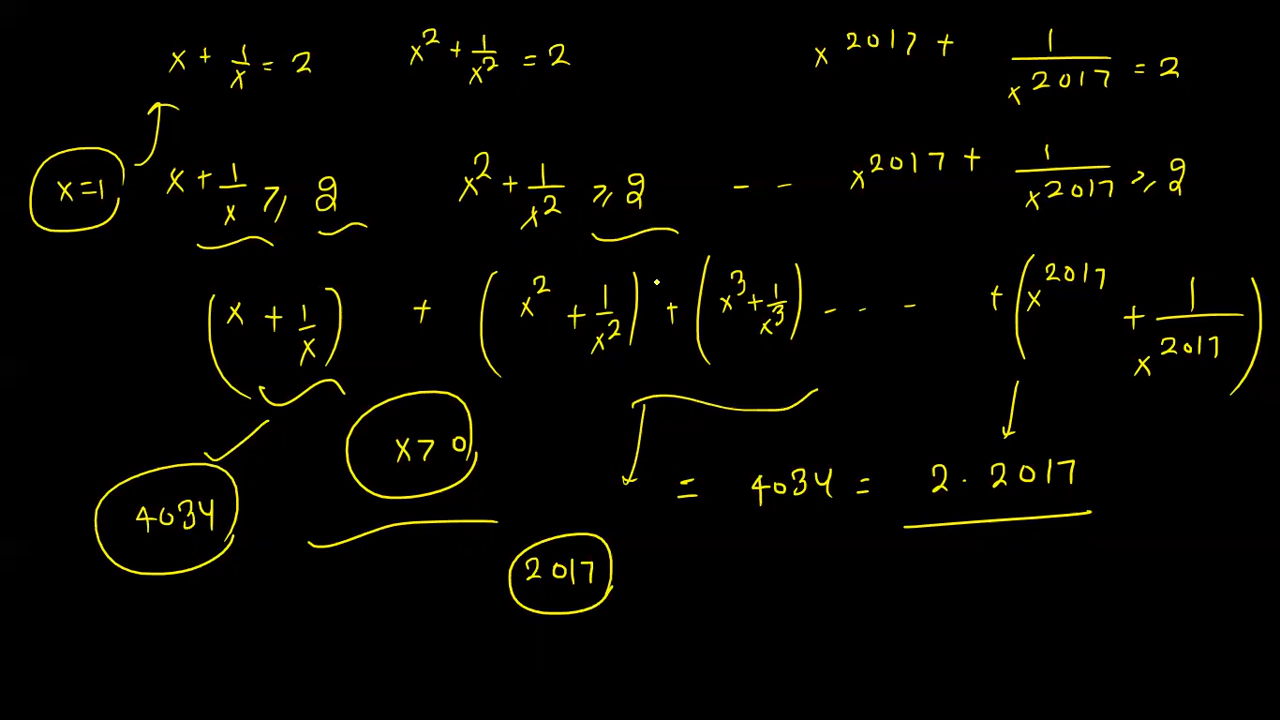 x + 1/x = 2 x² + 1/x² = 2 x^2017 + 1/x^2017 = 2
x=1 x + 1/x ≥ 2 x² + 1/x² ≥ 2 - - x^2017 + 1/x^2017 ≥ 2
(x + 1/x) + (x² + 1/x²) + (x³ + 1/x³) - - - + (x^2017 + 1/x^2017)
x > 0
4034 = 4034 = 2 · 2017
2017